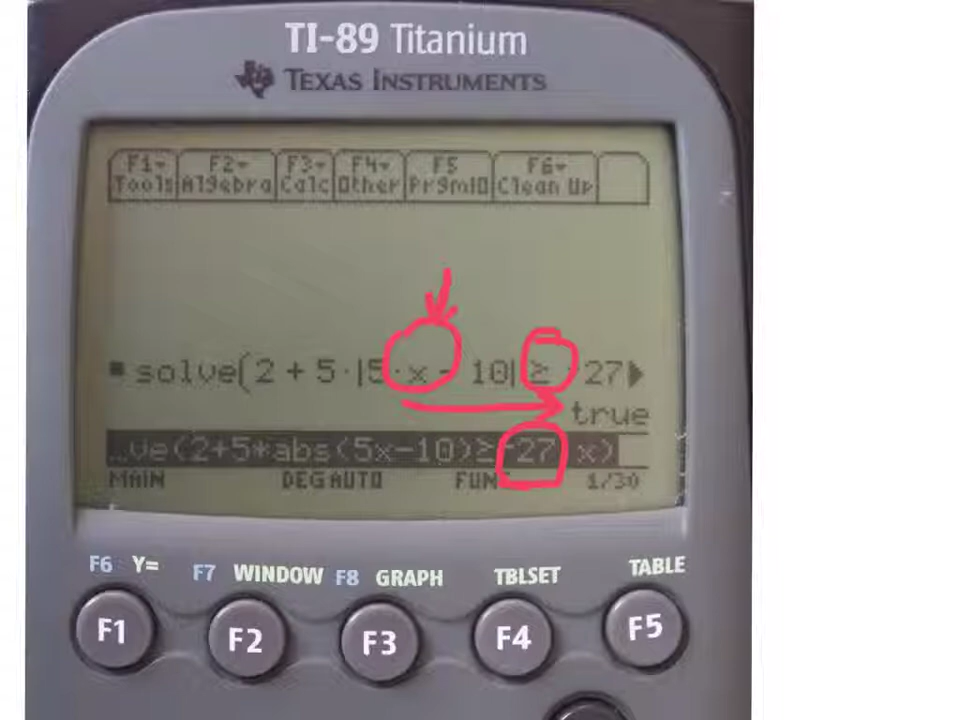 TI-89 Titanium
TEXAS INSTRUMENTS
F1 F2 F3 F4 F5 F6
Tools Algebra Calc Other PrgmIO Clean Up
solve(2 + 5·|5·x - 10| ≥ -27
true
…ve(2+5*abs(5x-10)≥-27, x)
MAIN DEG AUTO FUNC 1/30
F6 Y= F7 WINDOW F8 GRAPH TBLSET TABLE
F1 F2 F3 F4 F5